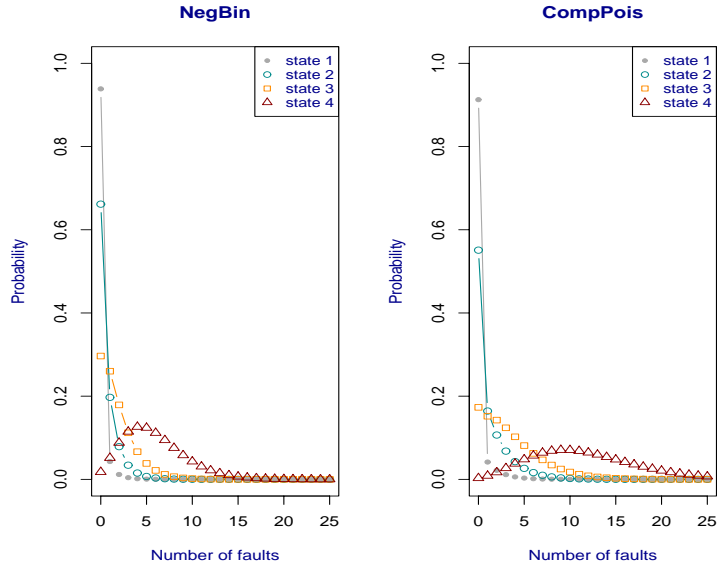 NegBin
Probability
0.0
0.2
0.4
0.6
0.8
1.0
state 1
state 2
state 3
state 4
0 5 10 15 20 25
Number of faults
CompPois
Probability
0.0
0.2
0.4
0.6
0.8
1.0
state 1
state 2
state 3
state 4
0 5 10 15 20 25
Number of faults